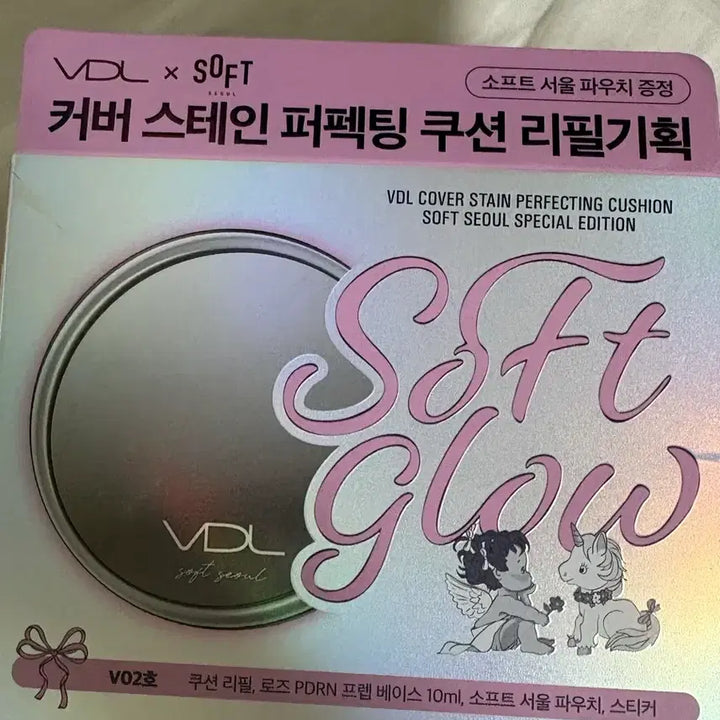 VDL × SOFT
SEOUL
소프트 서울 파우치 증정
커버 스테인 퍼펙팅 쿠션 리필기획
VDL COVER STAIN PERFECTING CUSHION
SOFT SEOUL SPECIAL EDITION
Soft
Glow
VDL
soft seoul
V02호 쿠션 리필, 로즈 PDRN 프렙 베이스 10ml, 소프트 서울 파우치, 스티커